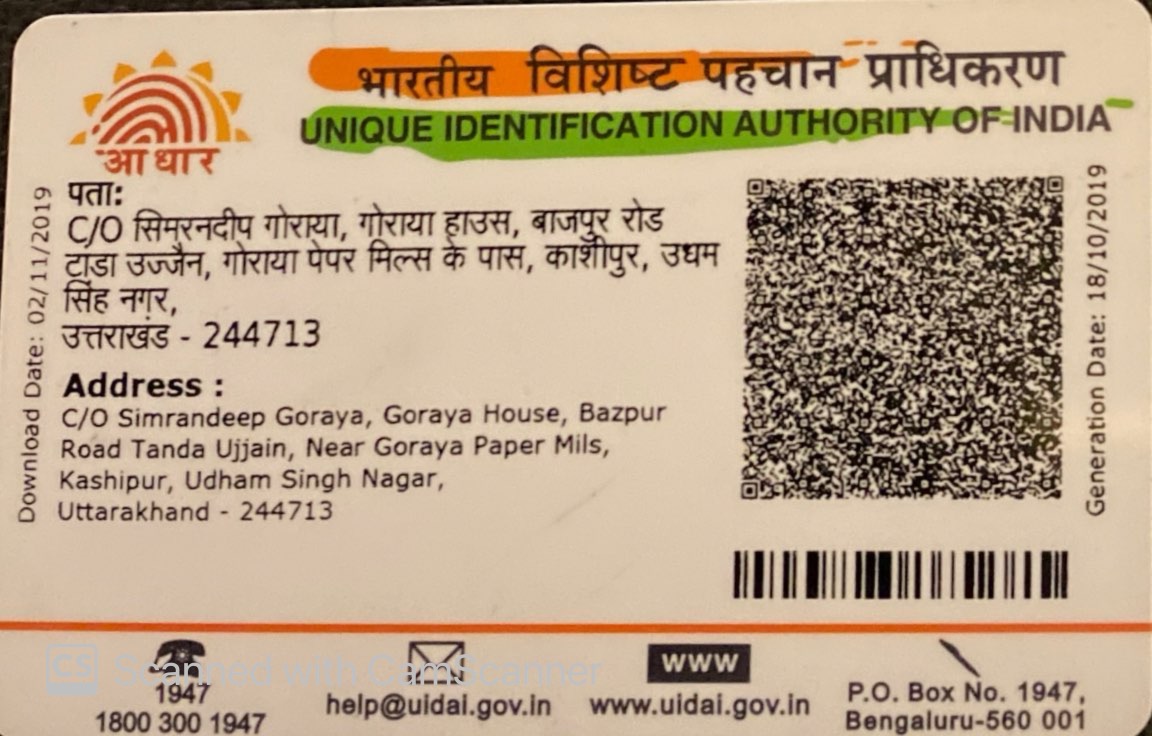 भारतीय विशिष्ट पहचान प्राधिकरण
UNIQUE IDENTIFICATION AUTHORITY OF INDIA
आधार
Download Date: 02/11/2019
पता:
C/O सिमरनदीप गोराया, गोराया हाउस, बाजपुर रोड
टाडा उज्जैन, गोराया पेपर मिल्स के पास, काशीपुर, उधम
सिंह नगर,
उत्तराखंड - 244713
Address :
C/O Simrandeep Goraya, Goraya House, Bazpur
Road Tanda Ujjain, Near Goraya Paper Mils,
Kashipur, Udham Singh Nagar,
Uttarakhand - 244713
Generation Date: 18/10/2019
CS Scanned with CamScanner
1947
1800 300 1947
help@uidai.gov.in
www
www.uidai.gov.in
P.O. Box No. 1947,
Bengaluru-560 001